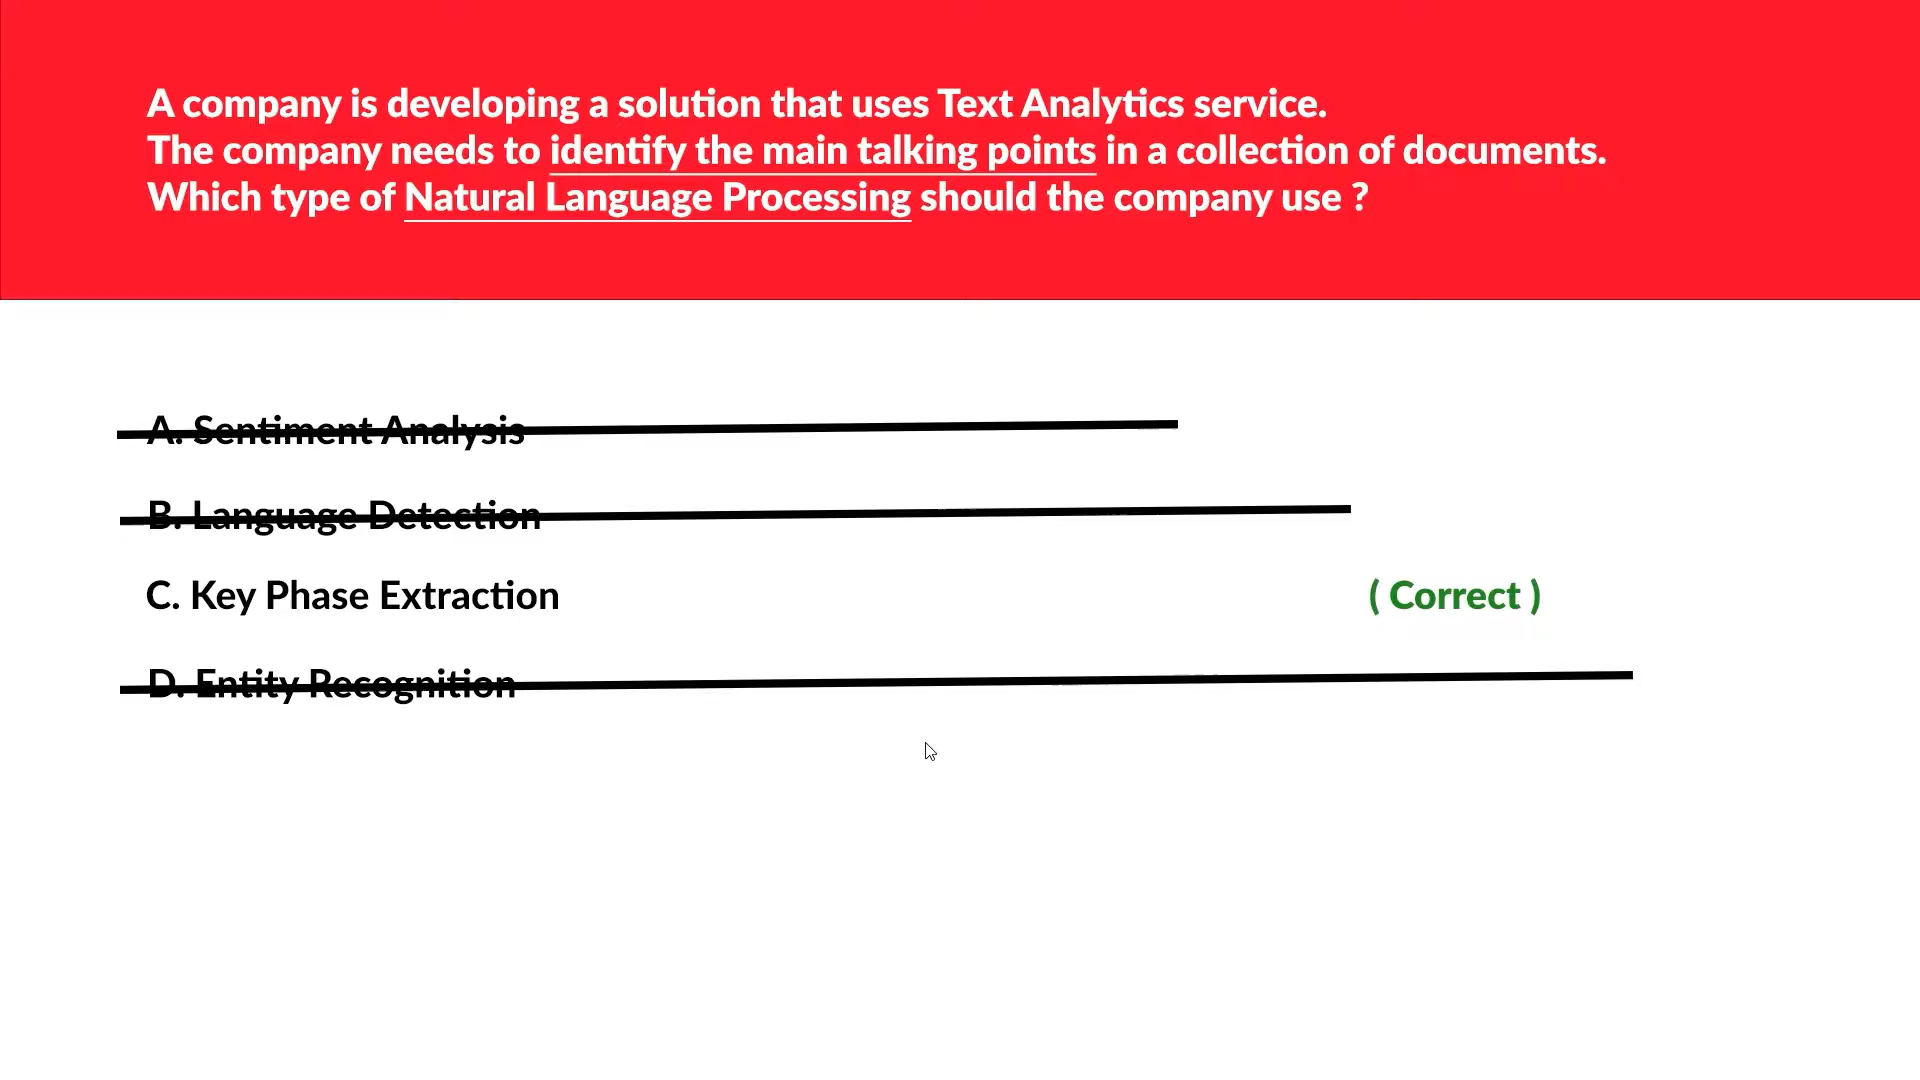 A company is developing a solution that uses Text Analytics service.
The company needs to identify the main talking points in a collection of documents.
Which type of Natural Language Processing should the company use ?
A. Sentiment Analysis
B. Language Detection
C. Key Phase Extraction ( Correct )
D. Entity Recognition